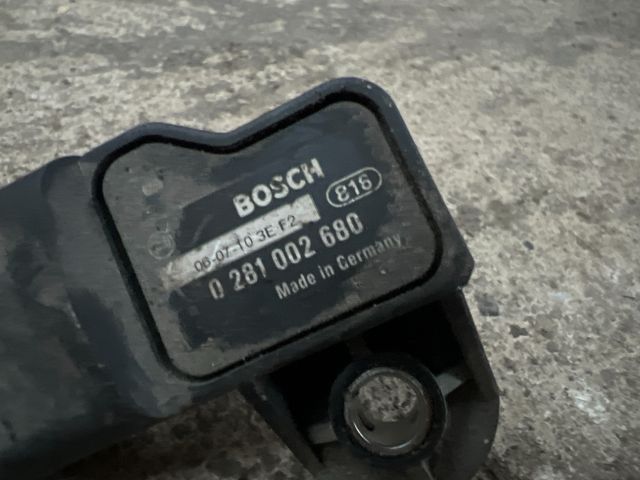 BOSCH
816
06-07-10 3E F2
0 281 002 680
Made in Germany